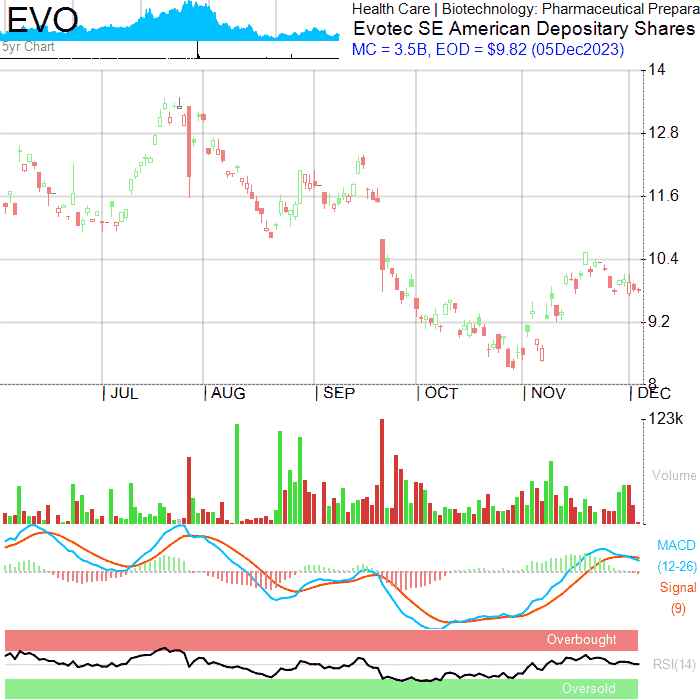 EVO
Health Care | Biotechnology: Pharmaceutical Prepara
Evotec SE American Depositary Shares
5yr Chart
MC = 3.5B, EOD = $9.82 (05Dec2023)
14
12.8
11.6
10.4
9.2
8
JUL AUG SEP OCT NOV DEC
123k
Volume
MACD
(12-26)
Signal
(9)
Overbought
RSI(14)
Oversold